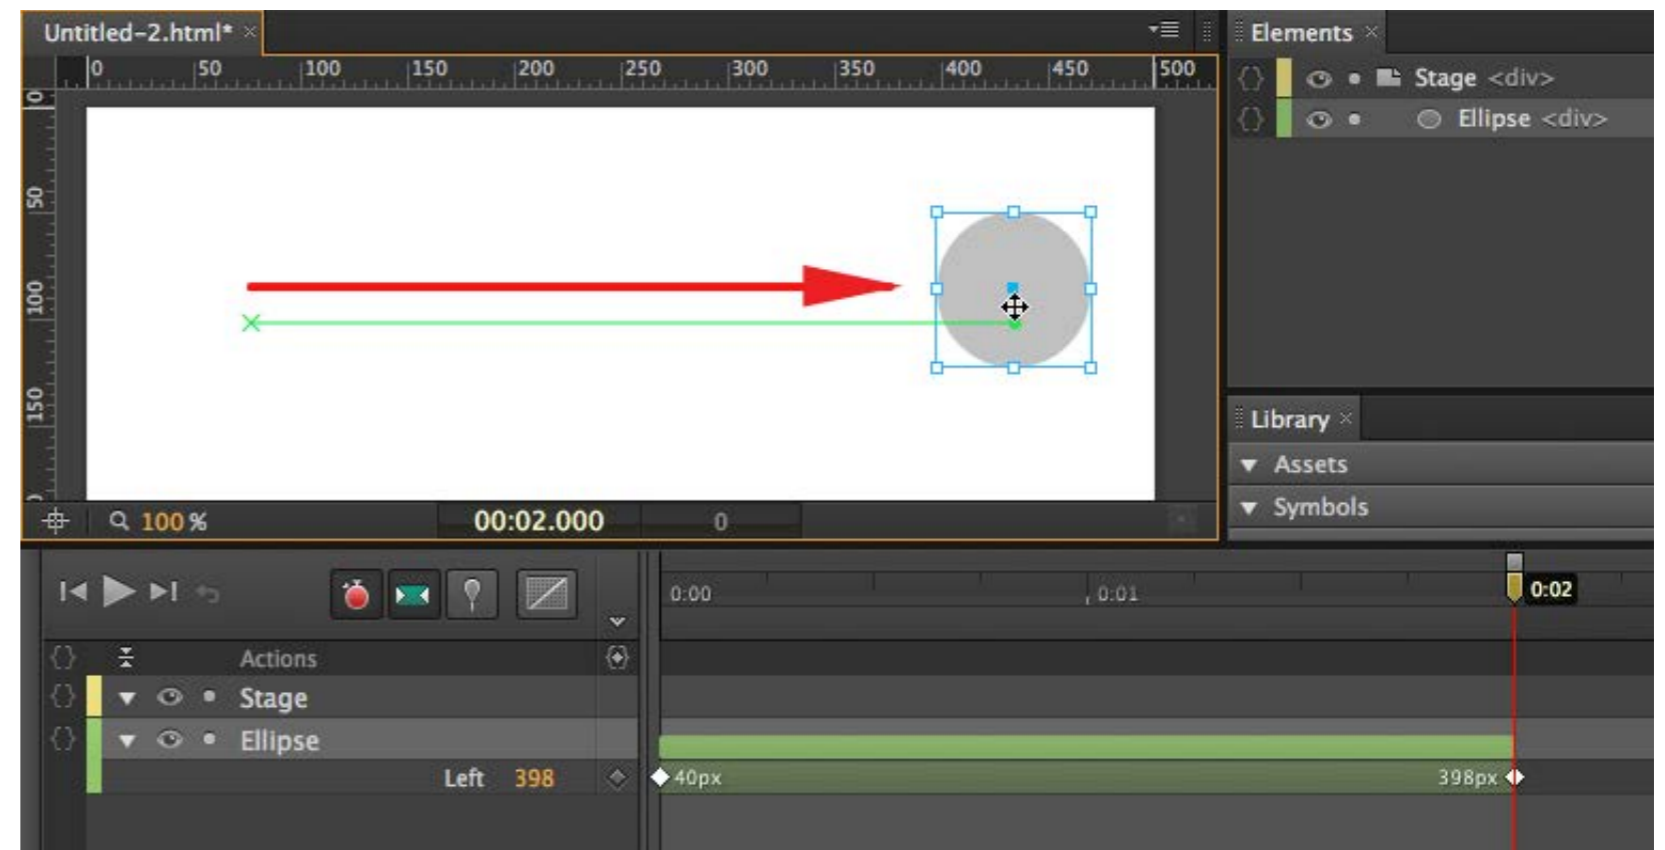 Untitled-2.html*
Elements
0 50 100 150 200 250 300 350 400 450 500
Stage <div>
Ellipse <div>
0
50
100
150
Library
Assets
Symbols
100 %
00:02.000
0
0:00
0:01
0:02
Actions
Stage
Ellipse
Left 398
40px
398px